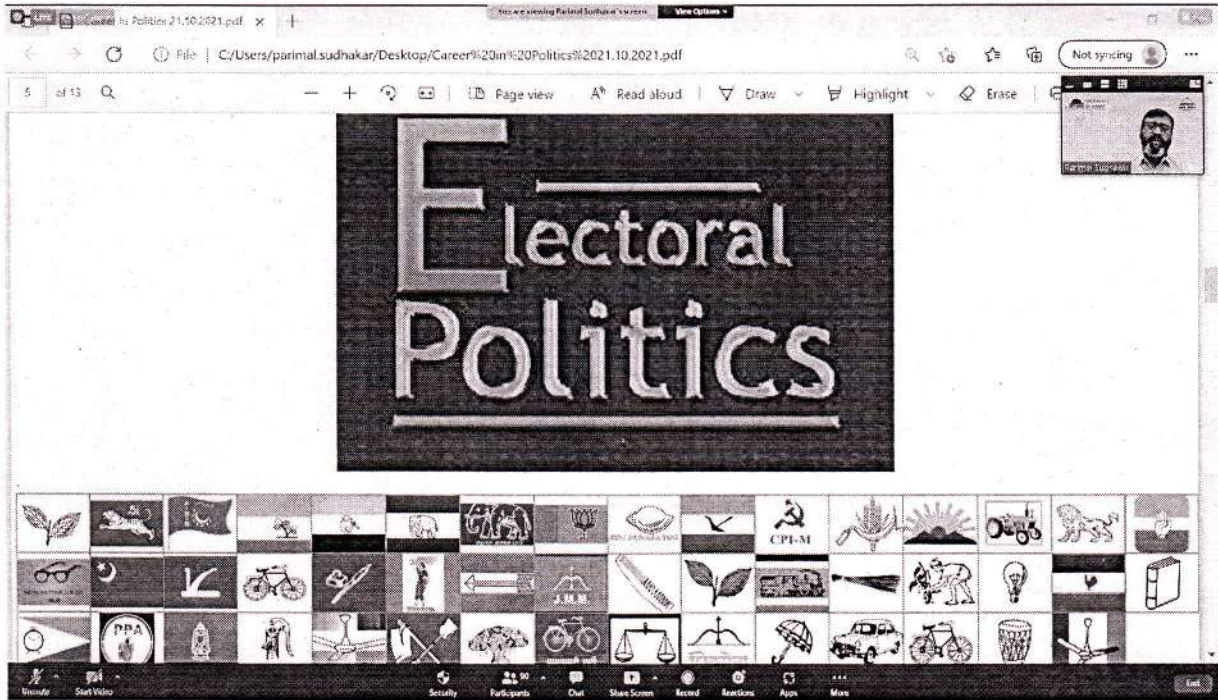 LIVE
Career in Politics 21.10.2021.pdf
You are viewing Parimal Sudhakar's screen View Options
File C:/Users/parimal.sudhakar/Desktop/Career%20in%20Politics%2021.10.2021.pdf
Not syncing
5 of 13
Page view
Read aloud
Draw
Highlight
Erase
Parimal Sudhakar
Electoral
Politics
CPI-M
J.M.M.
PPA
Unmute
Start Video
Security
Participants
90
Chat
Share Screen
Record
Reactions
Apps
More
End